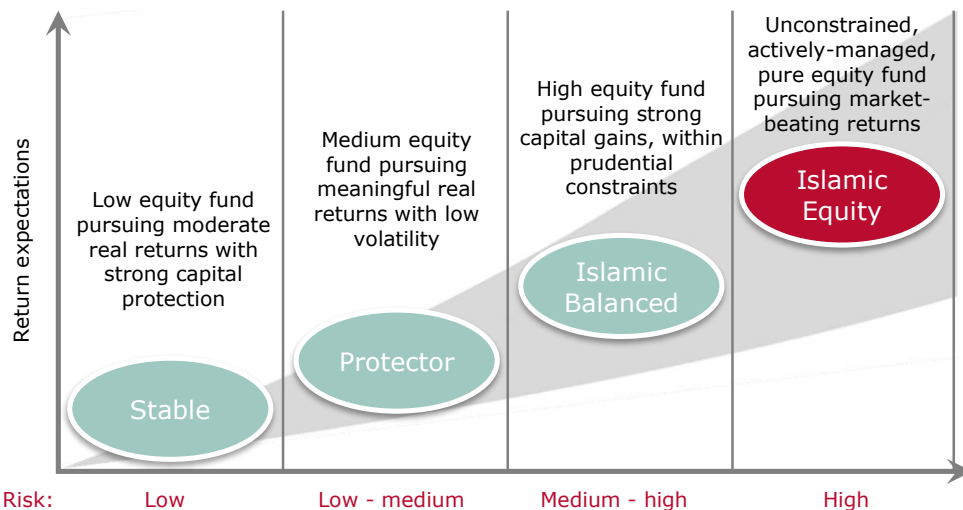 Return expectations
Low equity fund
pursuing moderate
real returns with
strong capital
protection
Stable
Medium equity
fund pursuing
meaningful real
returns with low
volatility
Protector
High equity fund
pursuing strong
capital gains, within
prudential
constraints
Islamic
Balanced
Unconstrained,
actively-managed,
pure equity fund
pursuing market-
beating returns
Islamic
Equity
Risk:
Low
Low - medium
Medium - high
High